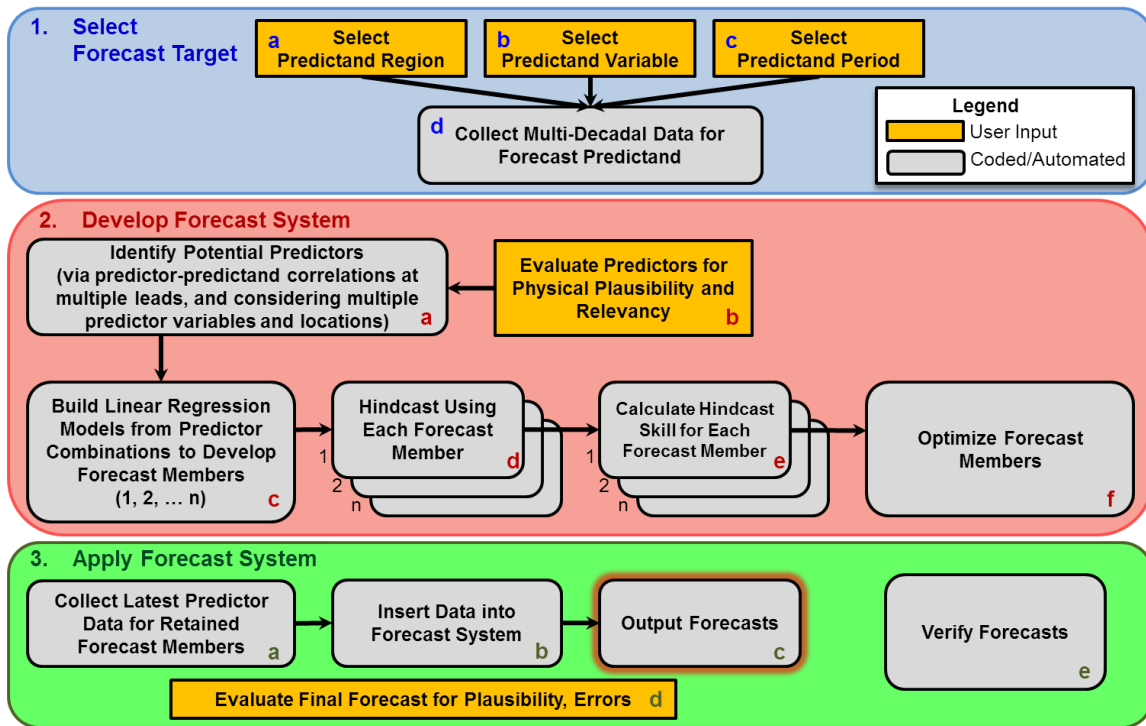 1. Select
Forecast Target
a Select
Predictand Region
b Select
Predictand Variable
c Select
Predictand Period
d Collect Multi-Decadal Data for
Forecast Predictand
Legend
User Input
Coded/Automated
2. Develop Forecast System
Identify Potential Predictors
(via predictor-predictand correlations at
multiple leads, and considering multiple
predictor variables and locations) a
Evaluate Predictors for
Physical Plausibility and
Relevancy
b
Build Linear Regression
Models from Predictor
Combinations to Develop
Forecast Members
(1, 2, ... n) c
Hindcast Using
Each Forecast
Member d
1
2
n
Calculate Hindcast
Skill for Each
Forecast Member
e
1
2
n
Optimize Forecast
Members
f
3. Apply Forecast System
Collect Latest Predictor
Data for Retained
Forecast Members a
Insert Data into
Forecast System
b
Output Forecasts
c
Evaluate Final Forecast for Plausibility, Errors d
Verify Forecasts
e